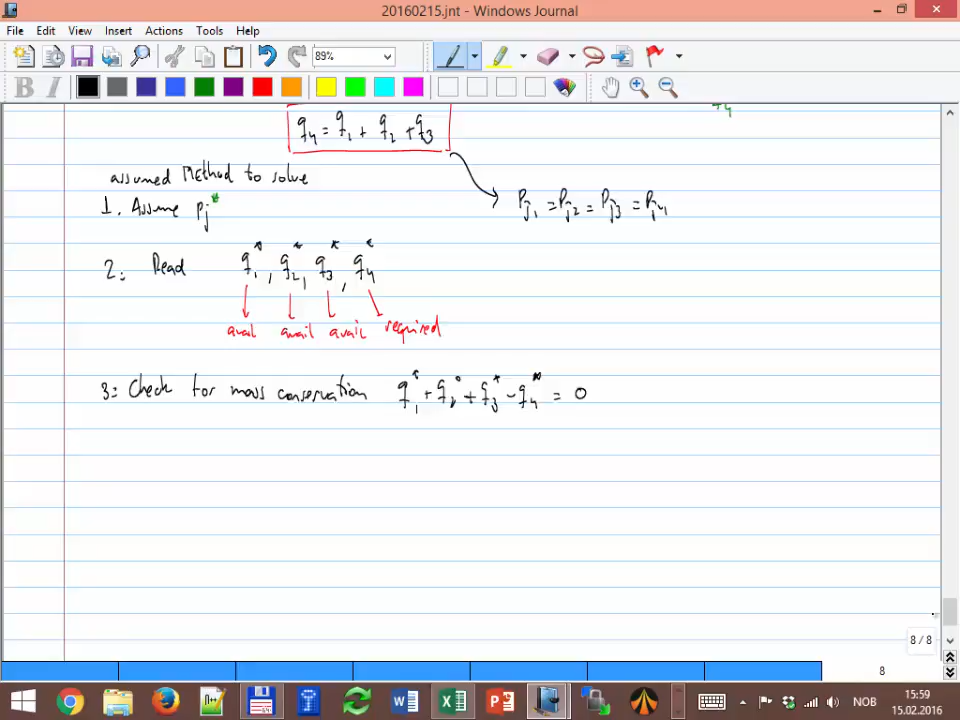 20160215.jnt - Windows Journal
File Edit View Insert Actions Tools Help
89%
B I
q4 = q1 + q2 + q3
assumed Method to solve
1. Assume Pj*
Pj1 = Pj2 = Pj3 = Pj4
2: Read q1*, q2*, q3*, q4*
avail avail avail required
3: Check for mass conservation q1* + q2* + q3* - q4* = 0
8 / 8
8
NOB
15:59
15.02.2016